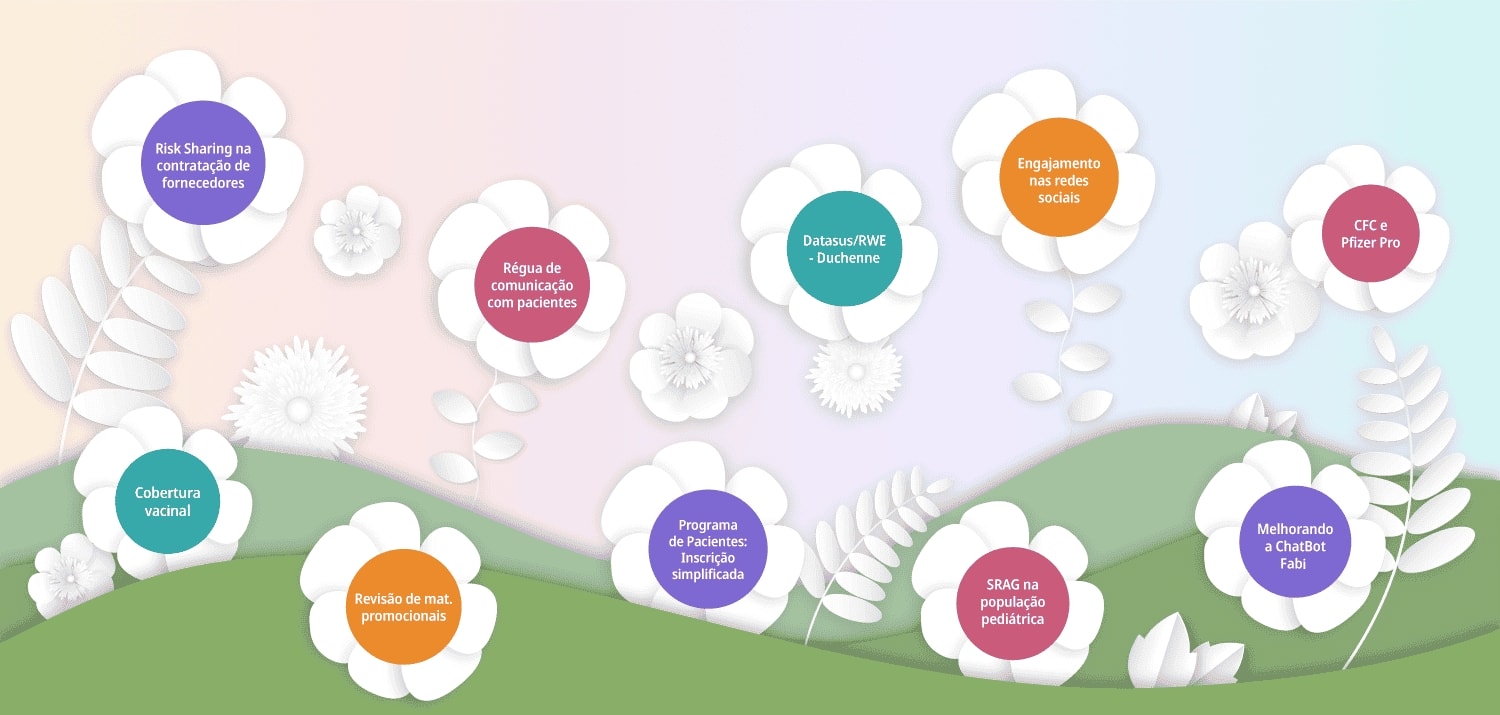 Risk Sharing na
contratação de
fornecedores
Régua de
comunicação
com pacientes
Datasus/RWE
- Duchenne
Engajamento
nas redes
sociais
CFC e
Pfizer Pro
Cobertura
vacinal
Revisão de mat.
promocionais
Programa
de Pacientes:
Inscrição
simplificada
SRAG na
população
pediátrica
Melhorando
a ChatBot
Fabi